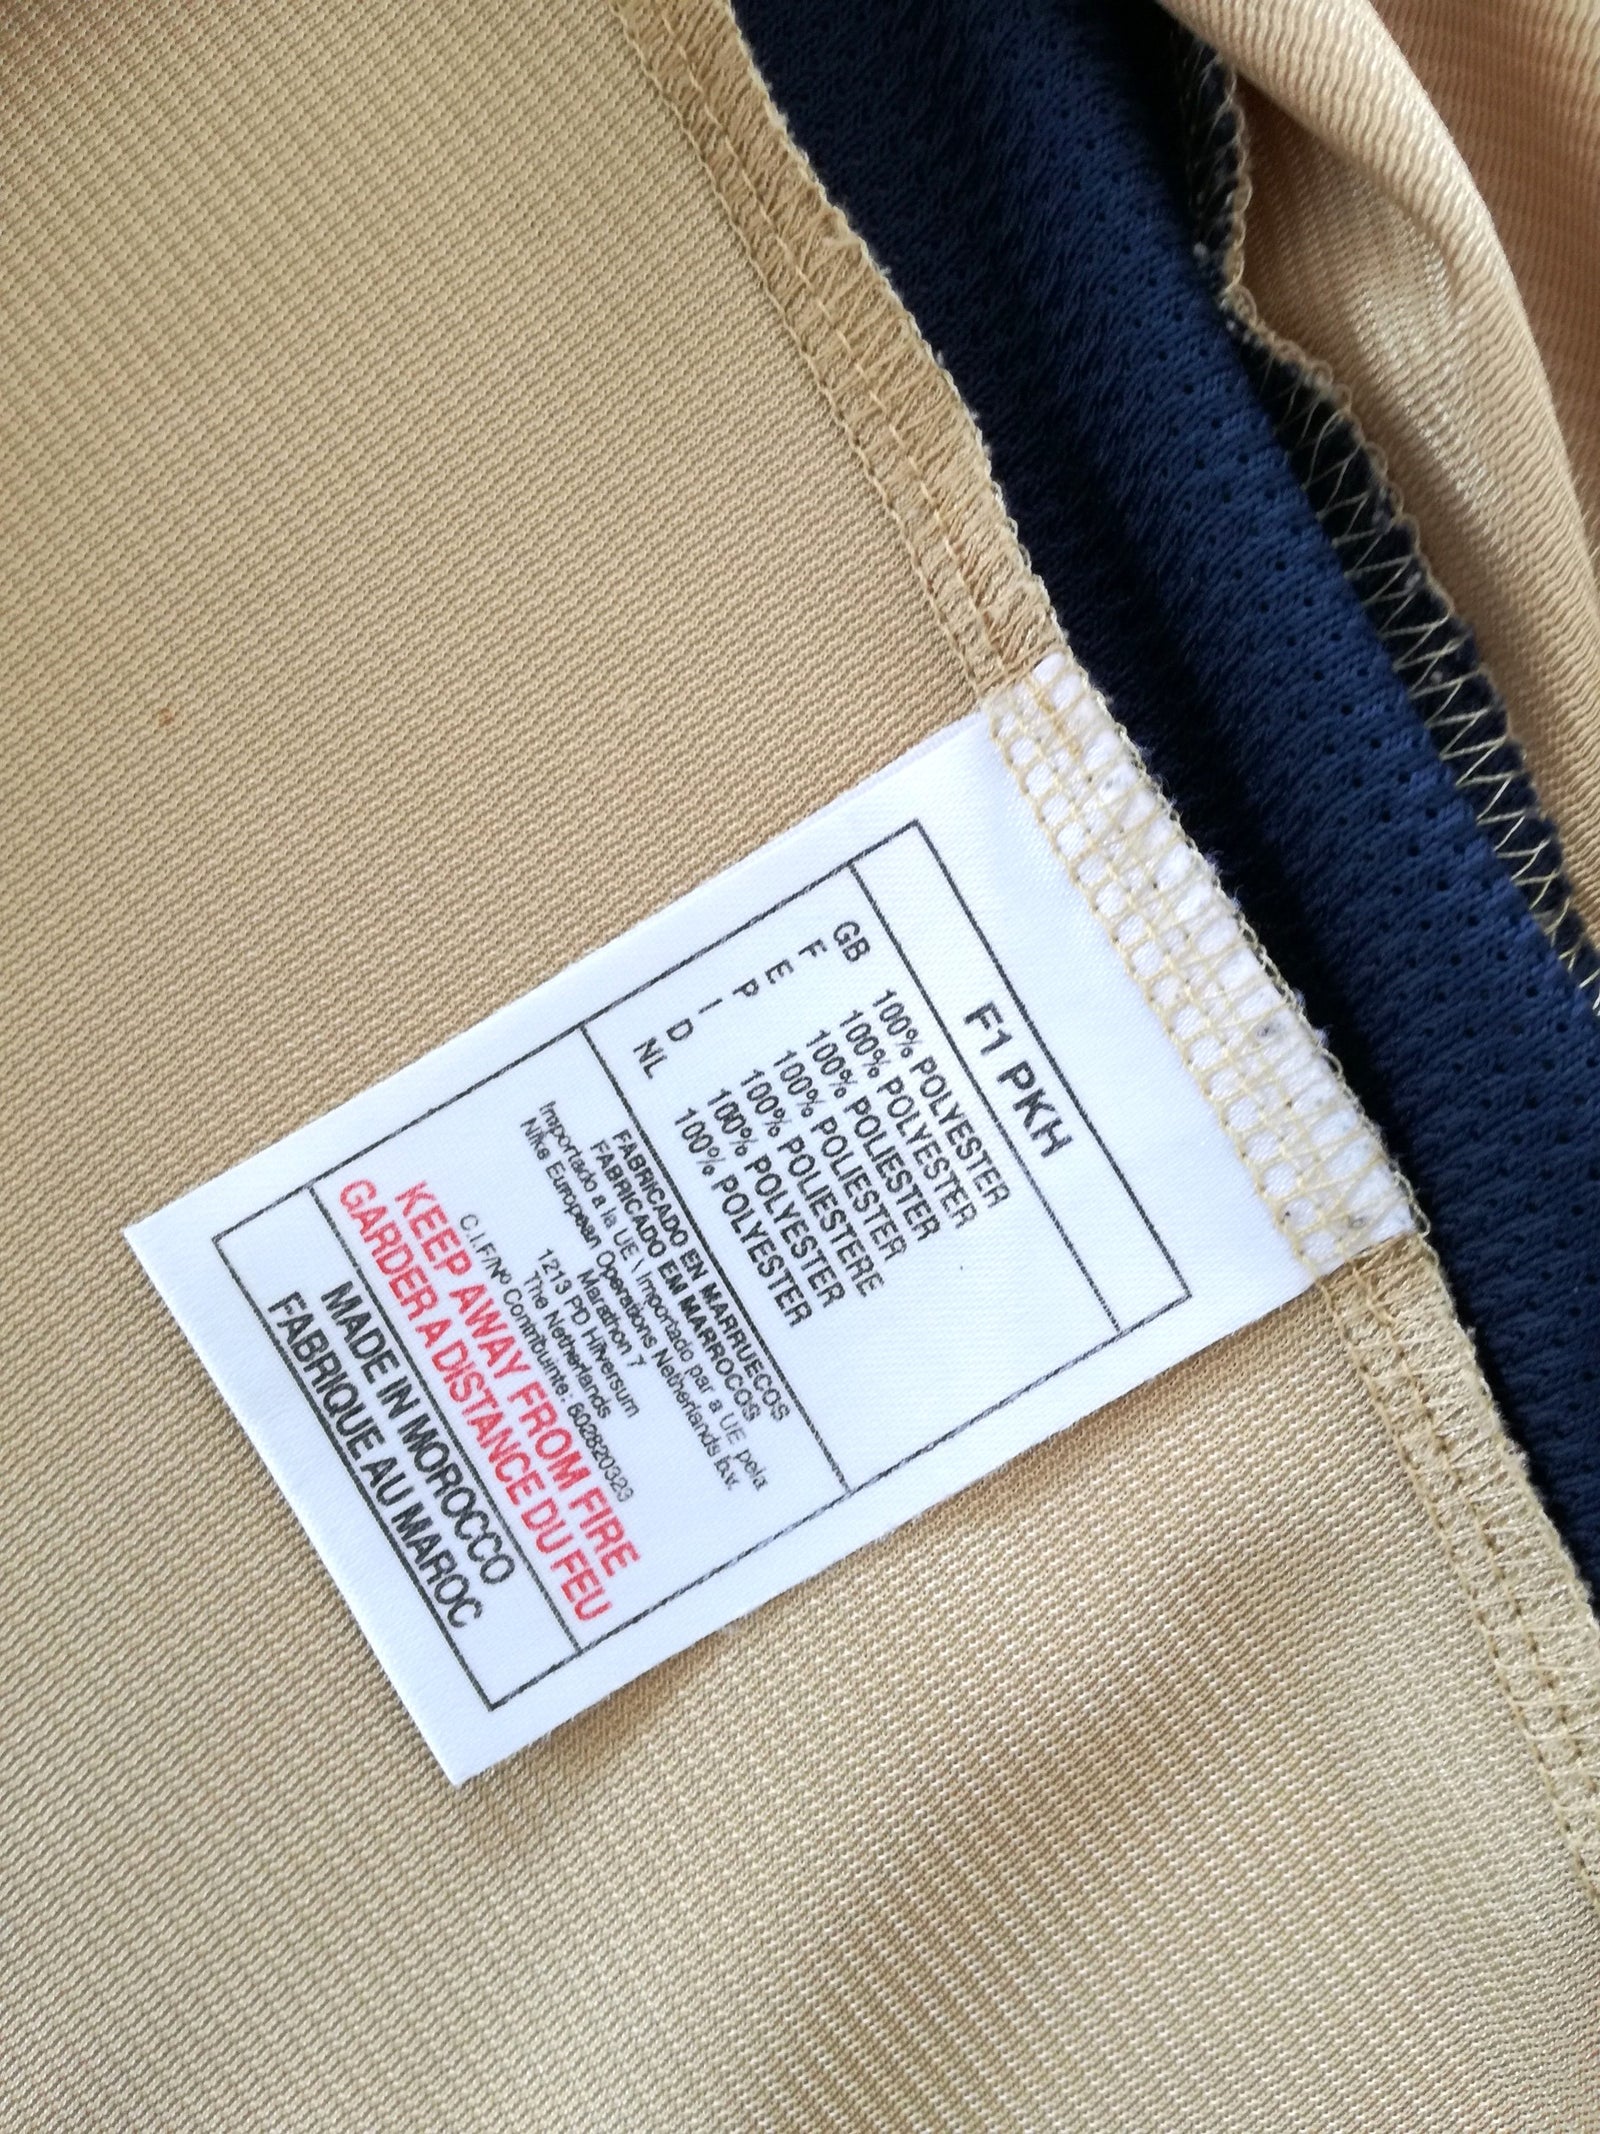 F1 PKH
GB 100% POLYESTER
F 100% POLYESTER
E 100% POLIESTER
P 100% POLIESTER
I 100% POLIESTERE
D 100% POLYESTER
NL 100% POLYESTER
FABRICADO EN MARRUECOS
FABRICADO EM MARROCOS
Importado a la UE \ Importado par a UE pela
Nike European Operations Netherlands b.v.
Marathon 7
1213 PD Hilversum
The Netherlands
C.I.F/Nº Contribuinte. 802820323
KEEP AWAY FROM FIRE
GARDER A DISTANCE DU FEU
MADE IN MOROCCO
FABRIQUE AU MAROC